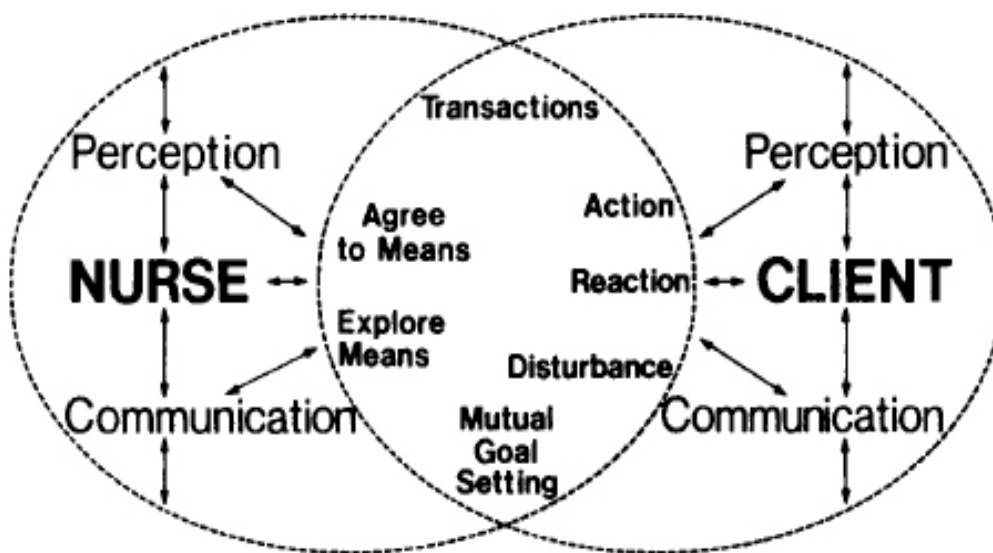 Transactions
Perception
Perception
Action
Agree
to Means
NURSE
Reaction
CLIENT
Explore
Means
Disturbance
Communication
Communication
Mutual
Goal
Setting